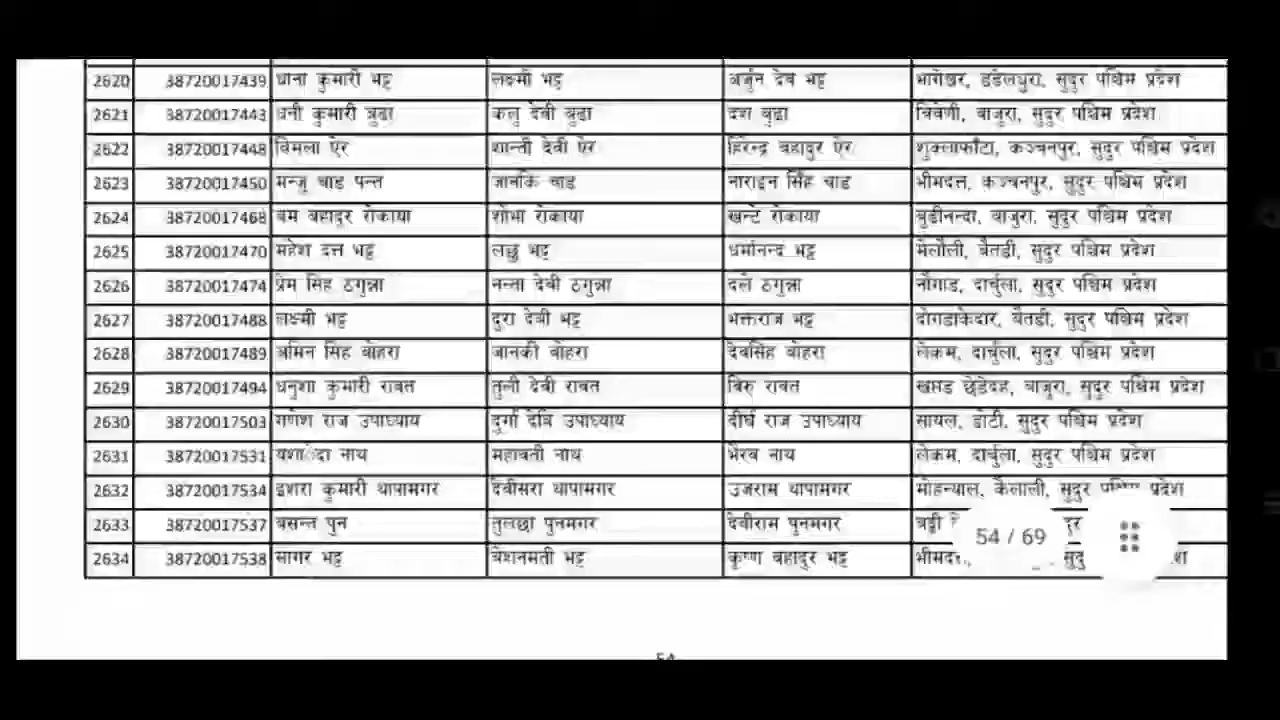 2620 38720017439 धाना कुमारी भट्ट लक्ष्मी भट्ट अर्जुन देव भट्ट भागेश्वर, डडेलधुरा, सुदुर पश्चिम प्रदेश
2621 38720017443 धनी कुमारी बुढा कलु देवी बुढा दश बुढा त्रिवेणी, बाजुरा, सुदुर पश्चिम प्रदेश
2622 38720017448 विमला ऐर शान्ती देवी ऐर हिरेन्द्र बहादुर ऐर शुक्लाफाँटा, कञ्चनपुर, सुदुर पश्चिम प्रदेश
2623 38720017450 मन्जु चाड पन्त जानकि चाड नाराइन सिंह चाड भीमदत्त, कञ्चनपुर, सुदुर पश्चिम प्रदेश
2624 38720017468 बम बहादुर रोकाया शोभा रोकाया खन्टे रोकाया बुढीनन्दा, बाजुरा, सुदुर पश्चिम प्रदेश
2625 38720017470 महेश दत्त भट्ट लछु भट्ट धर्मानन्द भट्ट मेलौली, बैतडी, सुदुर पश्चिम प्रदेश
2626 38720017474 प्रेम सिह ठगुन्ना नन्ता देवी ठगुन्ना दले ठगुन्ना नौगाड, दार्चुला, सुदुर पश्चिम प्रदेश
2627 38720017488 लक्ष्मी भट्ट दुरा देबी भट्ट भक्तराज भट्ट दोगडाकेदार, बैतडी, सुदुर पश्चिम प्रदेश
2628 38720017489 अमिन सिंह बोहरा जानकी बोहरा देवसिह बोहरा लेकम, दार्चुला, सुदुर पश्चिम प्रदेश
2629 38720017494 धनुशा कुमारी रावत तुली देवी रावत विरु रावत खप्तड छेडेदह, बाजुरा, सुदुर पश्चिम प्रदेश
2630 38720017503 गणेश राज उपाध्याय दुर्गा देवि उपाध्याय दीर्घ राज उपाध्याय सायल, डोटी, सुदुर पश्चिम प्रदेश
2631 38720017531 यशाेदा नाथ महावती नाथ भैरव नाथ लेकम, दार्चुला, सुदुर पश्चिम प्रदेश
2632 38720017534 इशरा कुमारी थापामगर देवीसरा थापामगर उजराम थापामगर मोहन्याल, कैलाली, सुदुर पश्चिम प्रदेश
2633 38720017537 बसन्त पुन तुलछी पुनमगर देवीराम पुनमगर
2634 38720017538 सागर भट्ट बेशनमती भट्ट कृष्ण बहादुर भट्ट
54 / 69